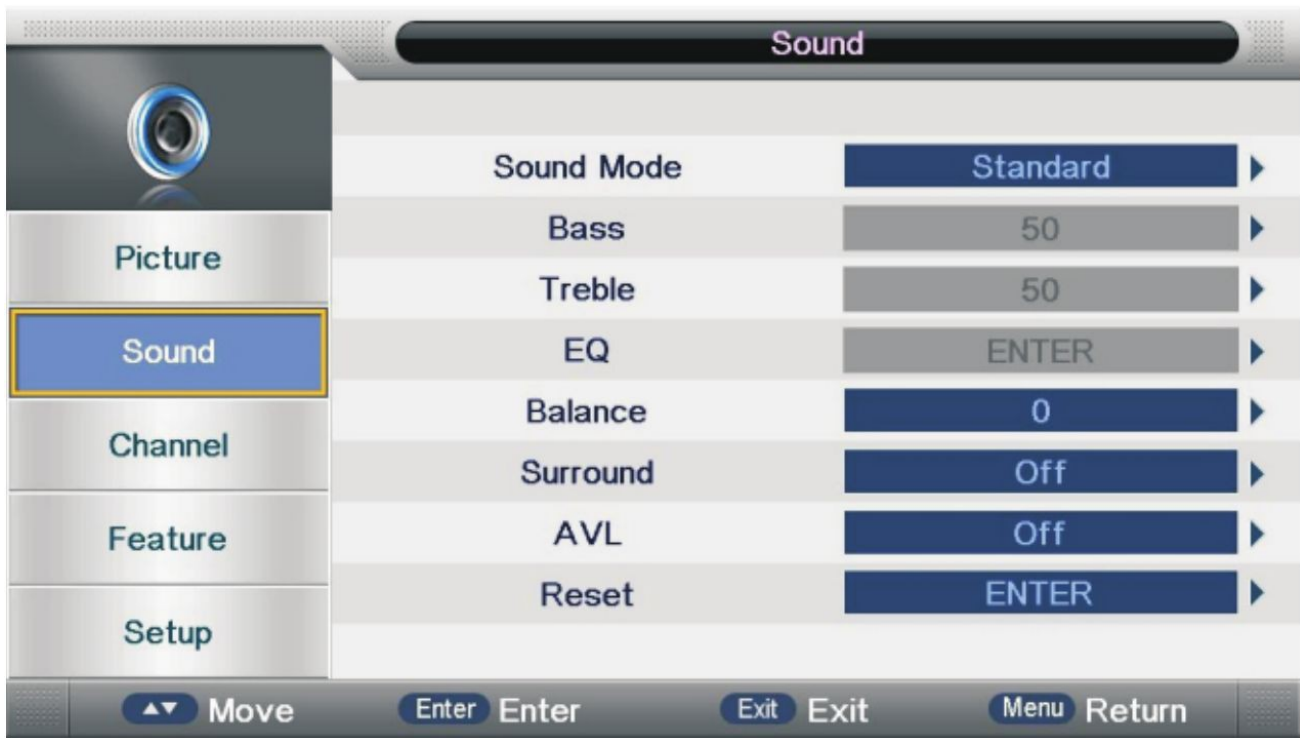 Sound
Picture
Sound
Channel
Feature
Setup
Sound Mode Standard
Bass 50
Treble 50
EQ ENTER
Balance 0
Surround Off
AVL Off
Reset ENTER
▲▼ Move Enter Enter Exit Exit Menu Return